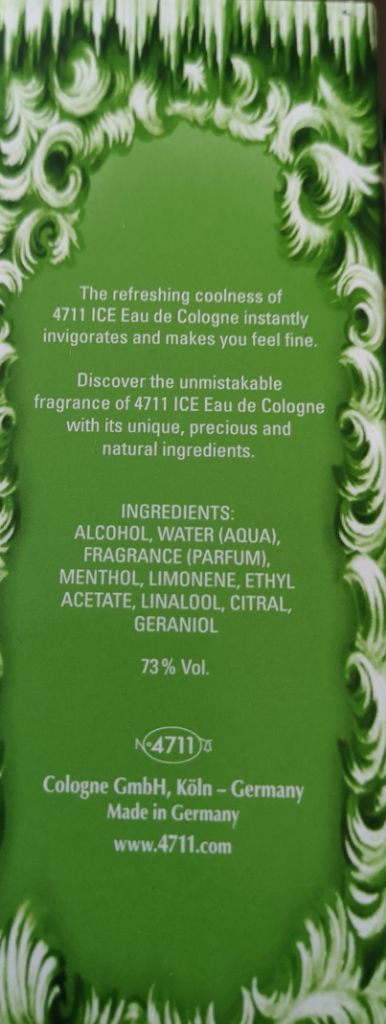 The refreshing coolness of
4711 ICE Eau de Cologne instantly
invigorates and makes you feel fine.
Discover the unmistakable
fragrance of 4711 ICE Eau de Cologne
with its unique, precious and
natural ingredients.
INGREDIENTS:
ALCOHOL, WATER (AQUA),
FRAGRANCE (PARFUM),
MENTHOL, LIMONENE, ETHYL
ACETATE, LINALOOL, CITRAL,
GERANIOL
73% Vol.
Nº 4711
Cologne GmbH, Köln – Germany
Made in Germany
www.4711.com